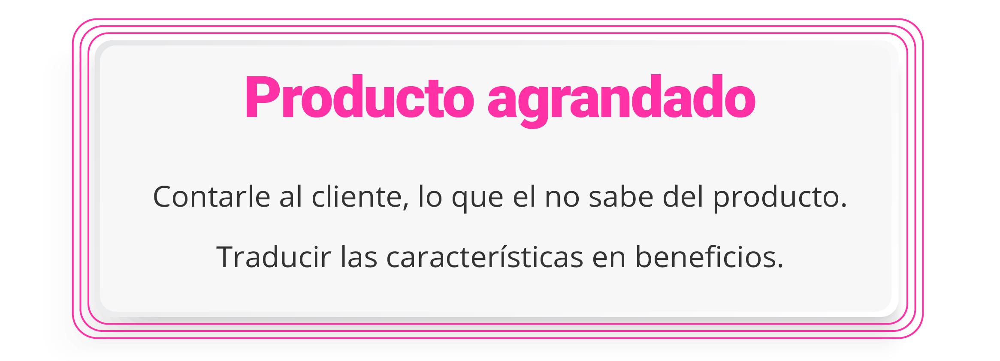 Producto agrandado
Contarle al cliente, lo que el no sabe del producto.
Traducir las características en beneficios.